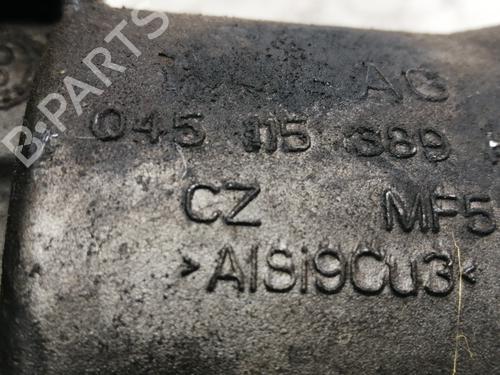 B-PARTS
AG
045 115 389
CZ MF5
>AlSi9Cu3<